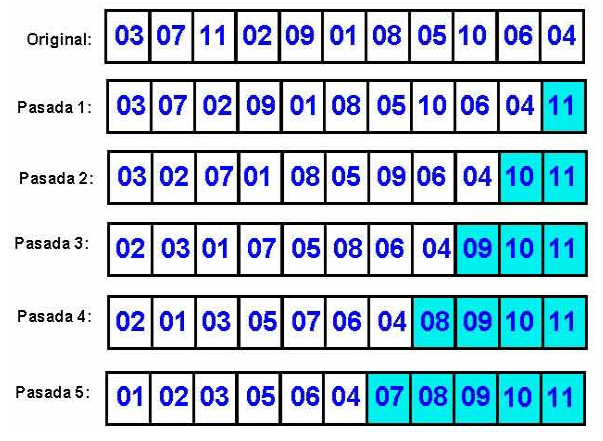 Original: 03 07 11 02 09 01 08 05 10 06 04
Pasada 1: 03 07 02 09 01 08 05 10 06 04 11
Pasada 2: 03 02 07 01 08 05 09 06 04 10 11
Pasada 3: 02 03 01 07 05 08 06 04 09 10 11
Pasada 4: 02 01 03 05 07 06 04 08 09 10 11
Pasada 5: 01 02 03 05 06 04 07 08 09 10 11